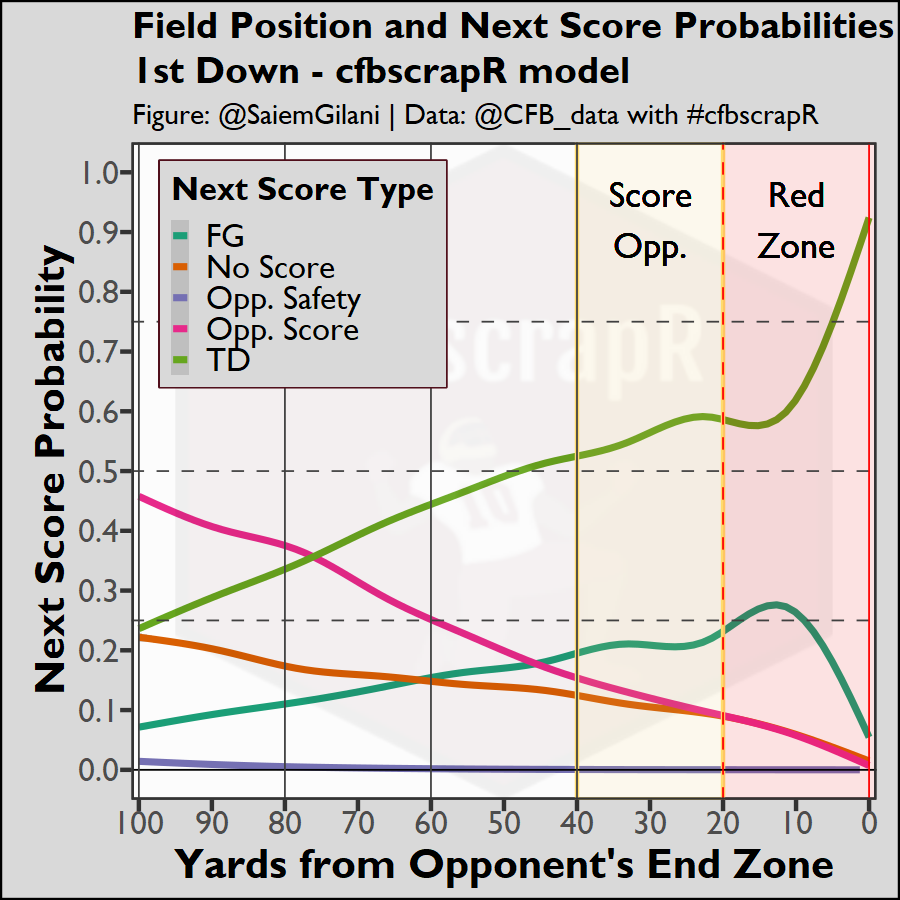 Field Position and Next Score Probabilities
1st Down - cfbscrapR model
Figure: @SaiemGilani | Data: @CFB_data with #cfbscrapR
Next Score Probability
1.0
0.9
0.8
0.7
0.6
0.5
0.4
0.3
0.2
0.1
0.0
Next Score Type
FG
No Score
Opp. Safety
Opp. Score
TD
Score
Opp.
Red
Zone
scrapR
10
100 90 80 70 60 50 40 30 20 10 0
Yards from Opponent's End Zone